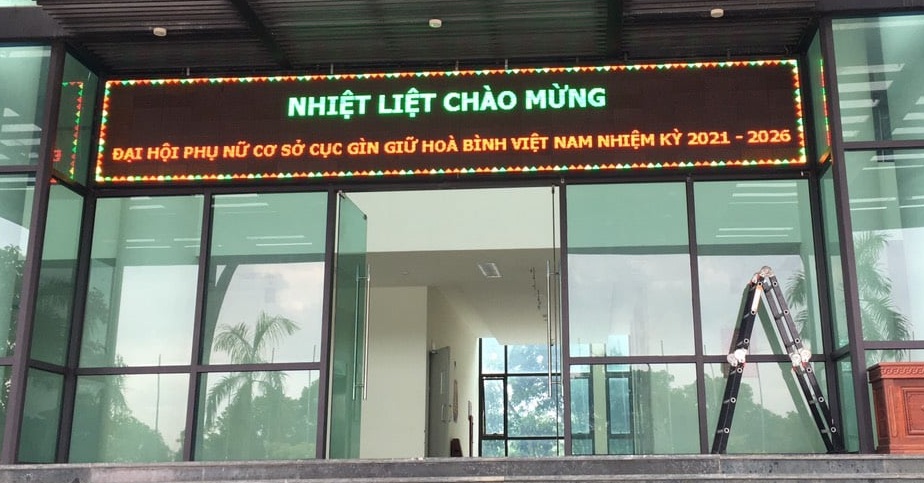 NHIỆT LIỆT CHÀO MỪNG
ĐẠI HỘI PHỤ NỮ CƠ SỞ CỤC GÌN GIỮ HOÀ BÌNH VIỆT NAM NHIỆM KỲ 2021 - 2026